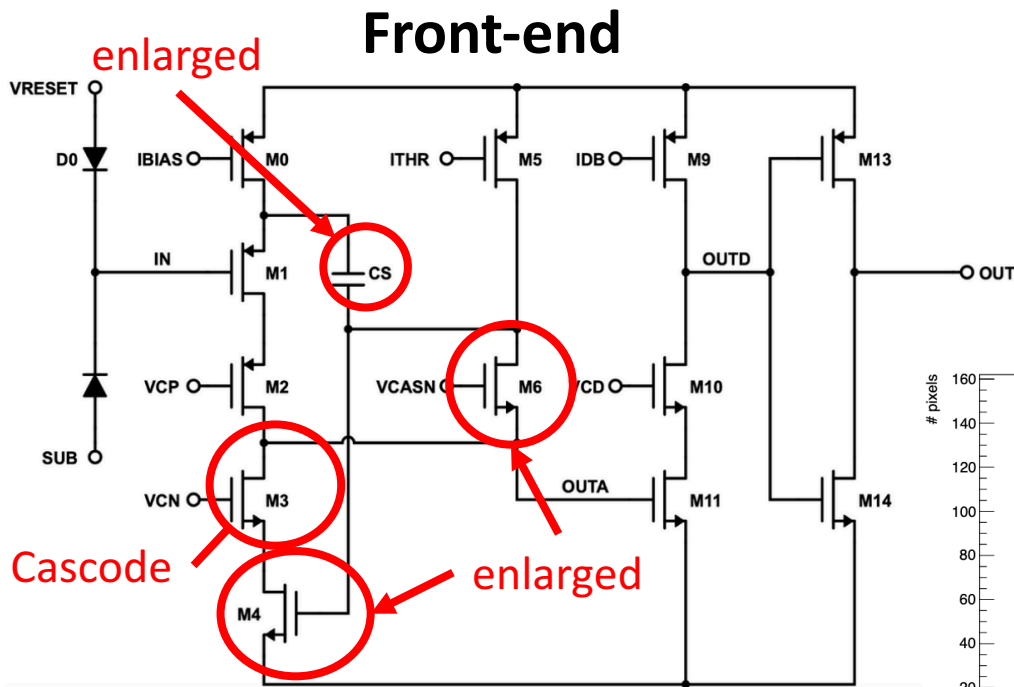 Front-end
enlarged
VRESET
D0
IBIAS
M0
ITHR
M5
IDB
M9
M13
IN
M1
CS
OUTD
OUT
VCP
M2
VCASN
M6
VCD
M10
SUB
VCN
M3
OUTA
M11
M14
Cascode
enlarged
M4
# pixels
160
140
120
100
80
60
40